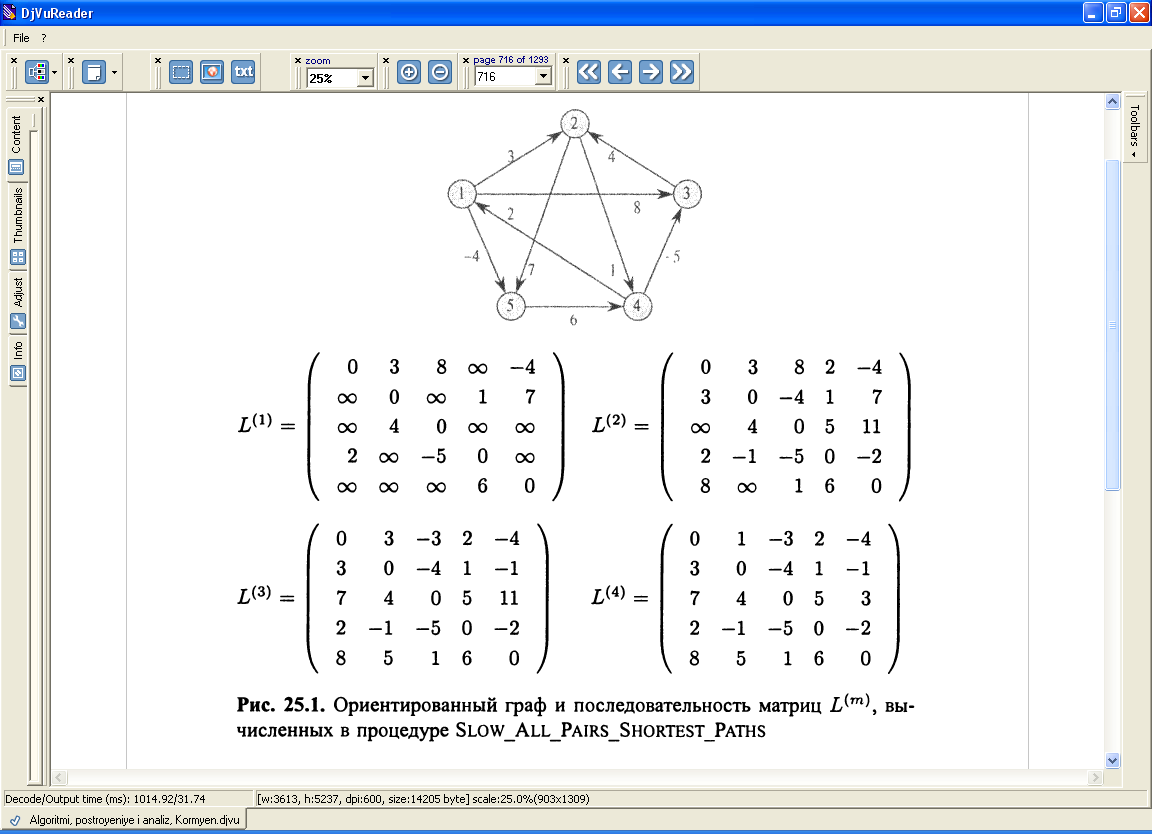 DjVuReader
File ?
zoom
25%
page 716 of 1293
716
txt
Content
Thumbnails
Adjust
Info
Toolbars
2
3
4
1
3
8
2
-4
7
1
-5
5
4
6
L(1) =
0 3 8 ∞ −4
∞ 0 ∞ 1 7
∞ 4 0 ∞ ∞
2 ∞ −5 0 ∞
∞ ∞ ∞ 6 0
L(2) =
0 3 8 2 −4
3 0 −4 1 7
∞ 4 0 5 11
2 −1 −5 0 −2
8 ∞ 1 6 0
L(3) =
0 3 −3 2 −4
3 0 −4 1 −1
7 4 0 5 11
2 −1 −5 0 −2
8 5 1 6 0
L(4) =
0 1 −3 2 −4
3 0 −4 1 −1
7 4 0 5 3
2 −1 −5 0 −2
8 5 1 6 0
Рис. 25.1. Ориентированный граф и последовательность матриц L(m), вы-
численных в процедуре SLOW_ALL_PAIRS_SHORTEST_PATHS
Decode/Output time (ms): 1014.92/31.74
[w:3613, h:5237, dpi:600, size:14205 byte] scale:25.0%(903x1309)
Algoritmi, postroyeniye i analiz, Kormyen.djvu